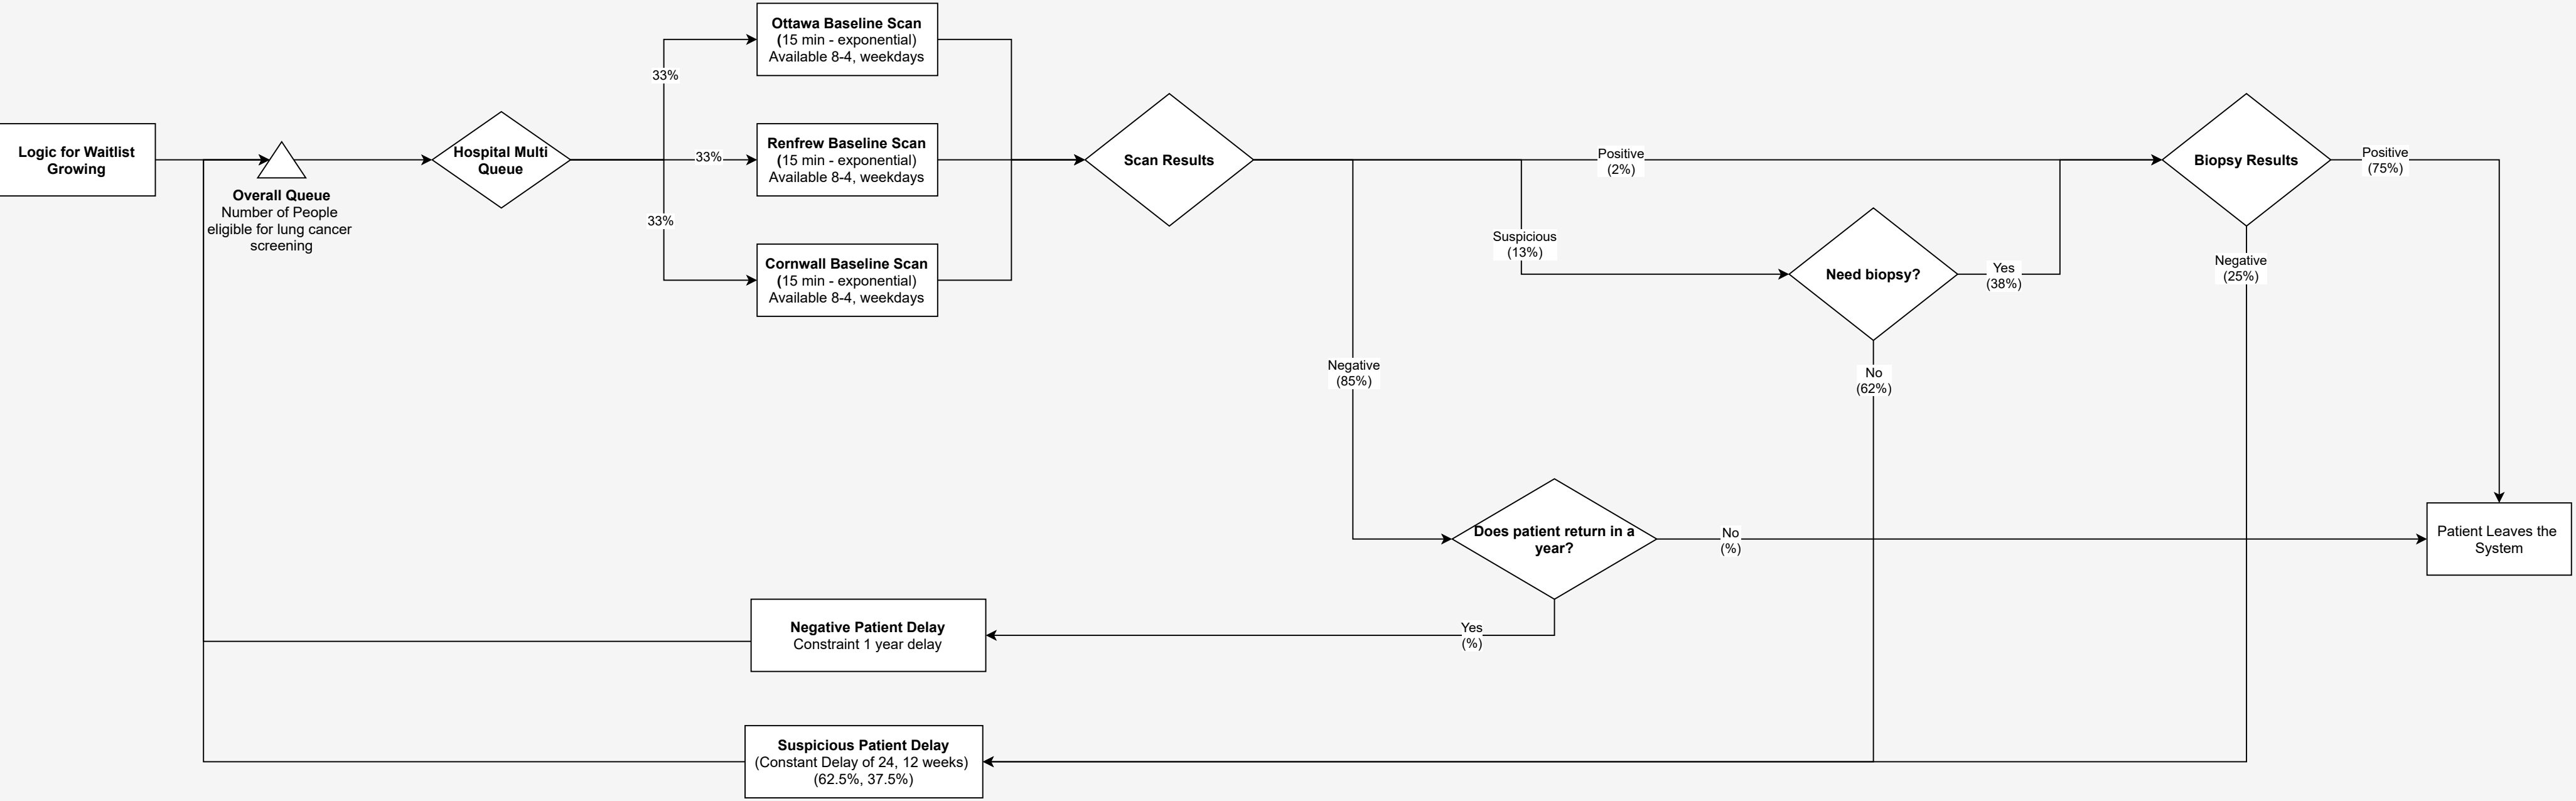 Logic for Waitlist
Growing
Overall Queue
Number of People
eligible for lung cancer
screening
Hospital Multi
Queue
33%
33%
33%
Ottawa Baseline Scan
(15 min - exponential)
Available 8-4, weekdays
Renfrew Baseline Scan
(15 min - exponential)
Available 8-4, weekdays
Cornwall Baseline Scan
(15 min - exponential)
Available 8-4, weekdays
Scan Results
Positive
(2%)
Suspicious
(13%)
Negative
(85%)
Need biopsy?
Yes
(38%)
No
(62%)
Biopsy Results
Positive
(75%)
Negative
(25%)
Does patient return in a
year?
No
(%)
Yes
(%)
Patient Leaves the
System
Negative Patient Delay
Constraint 1 year delay
Suspicious Patient Delay
(Constant Delay of 24, 12 weeks)
(62.5%, 37.5%)